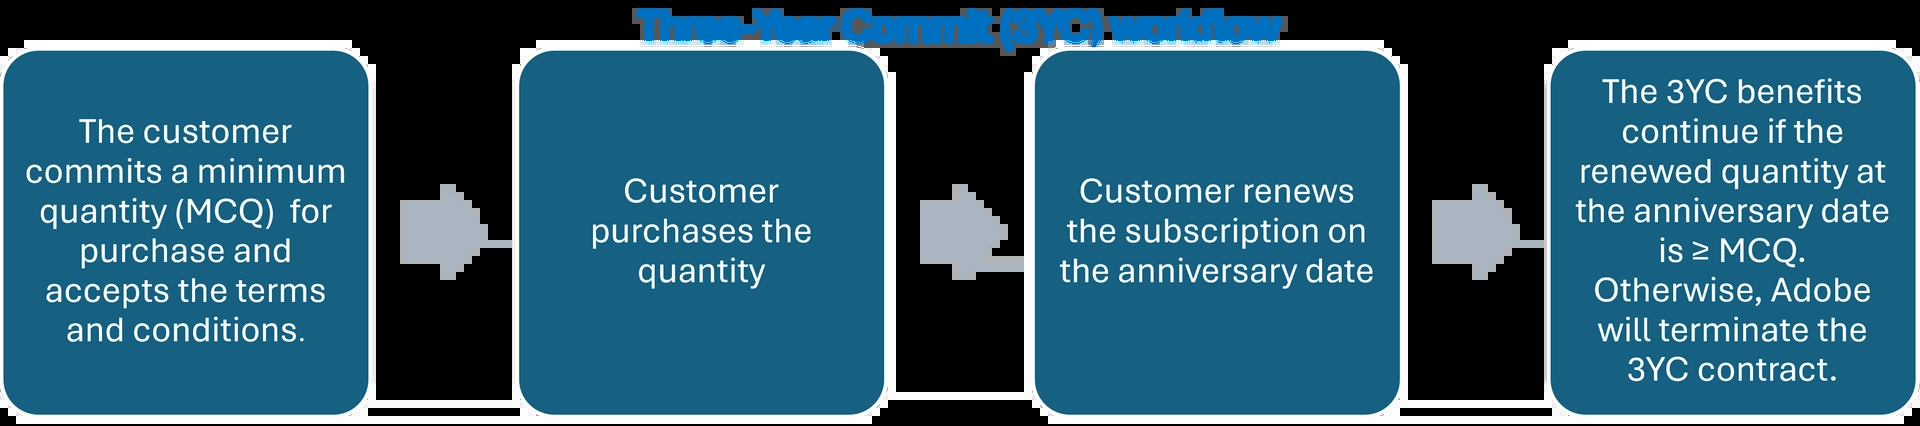 Three-Year Commit (3YC) workflow
The customer
commits a minimum
quantity (MCQ)  for
purchase and
accepts the terms
and conditions.
Customer
purchases the
quantity
Customer renews
the subscription on
the anniversary date
The 3YC benefits
continue if the
renewed quantity at
the anniversary date
is ≥ MCQ.
Otherwise, Adobe
will terminate the
3YC contract.